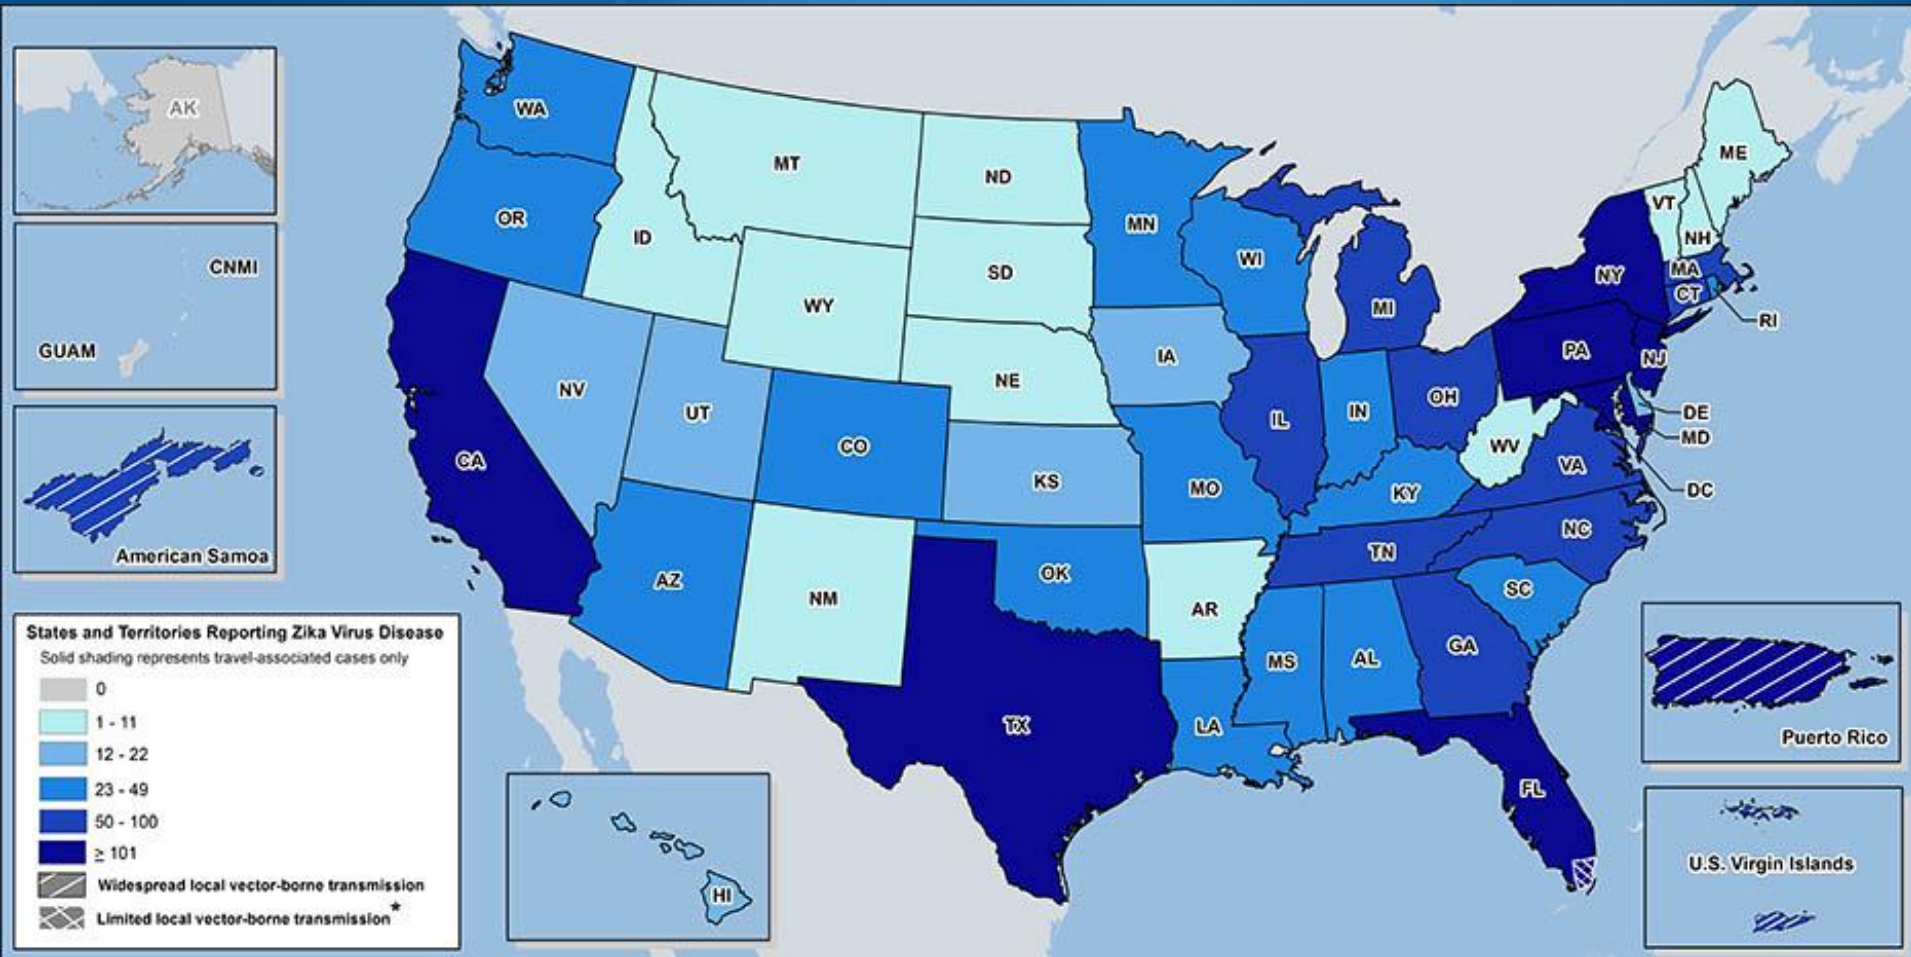 AK
CNMI
GUAM
American Samoa
States and Territories Reporting Zika Virus Disease
Solid shading represents travel-associated cases only
0
1 - 11
12 - 22
23 - 49
50 - 100
≥ 101
Widespread local vector-borne transmission
Limited local vector-borne transmission*
WA
OR
CA
ID
NV
MT
WY
UT
AZ
CO
NM
ND
SD
NE
KS
OK
TX
MN
IA
MO
AR
LA
WI
IL
MI
IN
OH
KY
TN
MS
AL
GA
FL
SC
NC
VA
WV
PA
NY
NJ
VT
NH
ME
MA
CT
RI
DE
MD
DC
HI
Puerto Rico
U.S. Virgin Islands